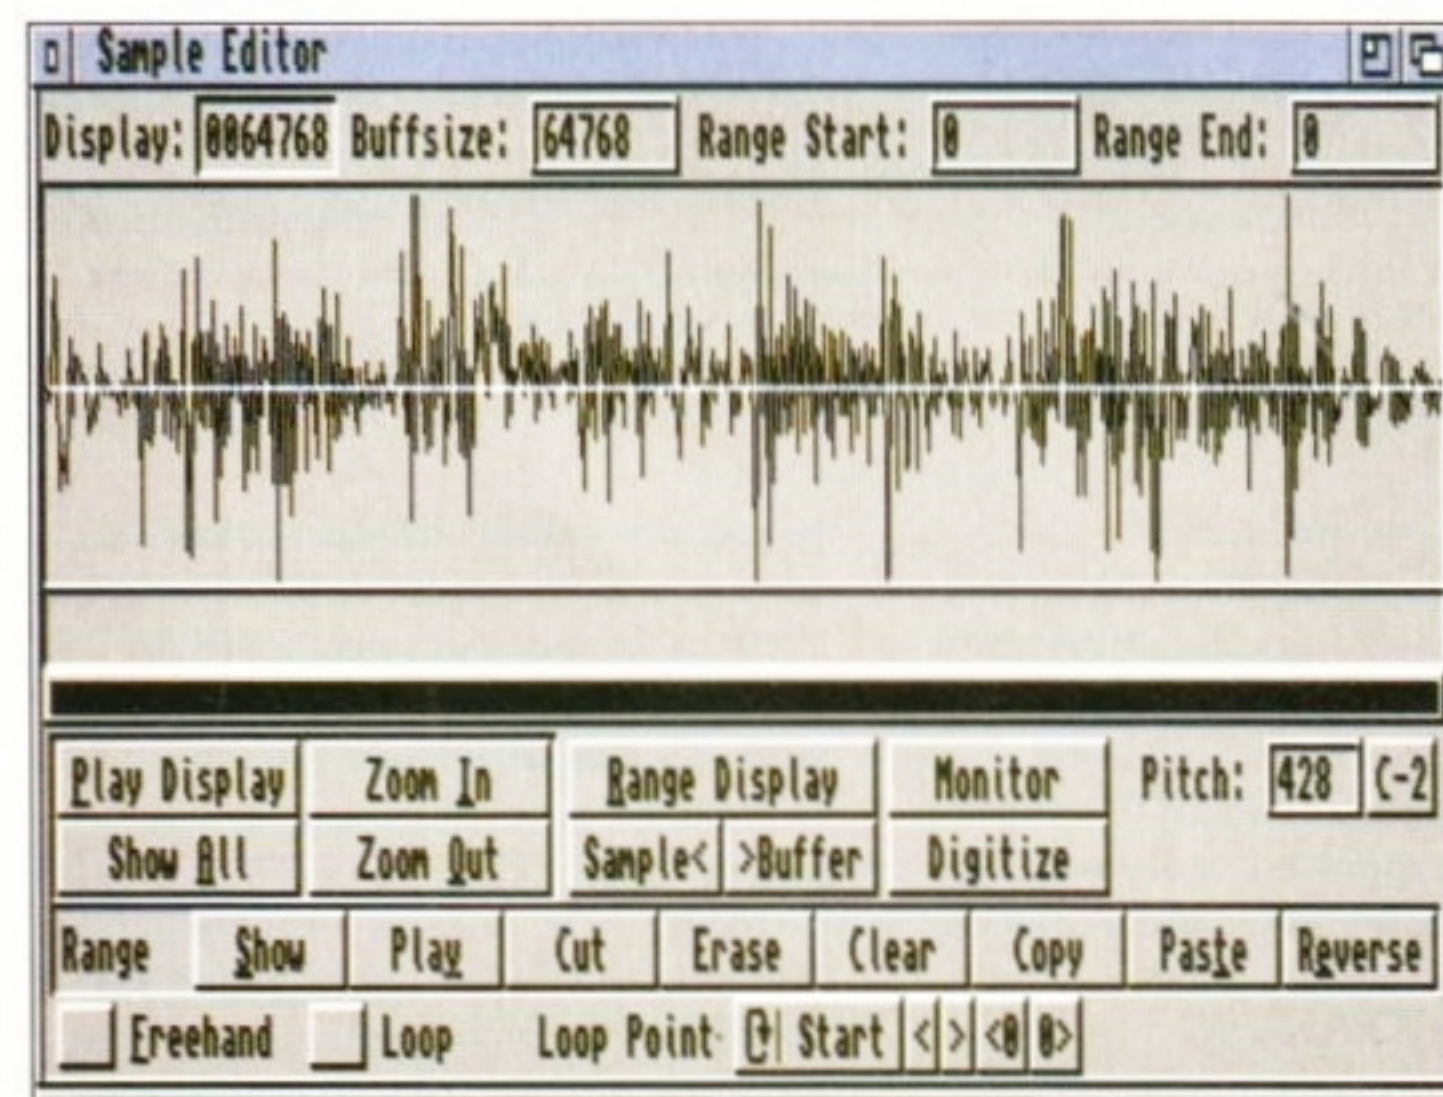 Sample Editor
Display: 0064768 Buffsize: 64768 Range Start: 0 Range End: 0
Play Display Zoom In Range Display Monitor Pitch: 428 C-2
Show All Zoom Out Sample< >Buffer Digitize
Range Show Play Cut Erase Clear Copy Paste Reverse
Freehand Loop Loop Point Start < > <0 0>